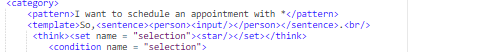 <category>
<pattern>I want to schedule an appointment with *</pattern>
<template>So,<sentence><person><input/></person></sentence>.<br/>
<think><set name = "selection"><star/></set></think>
<condition name = "selection">